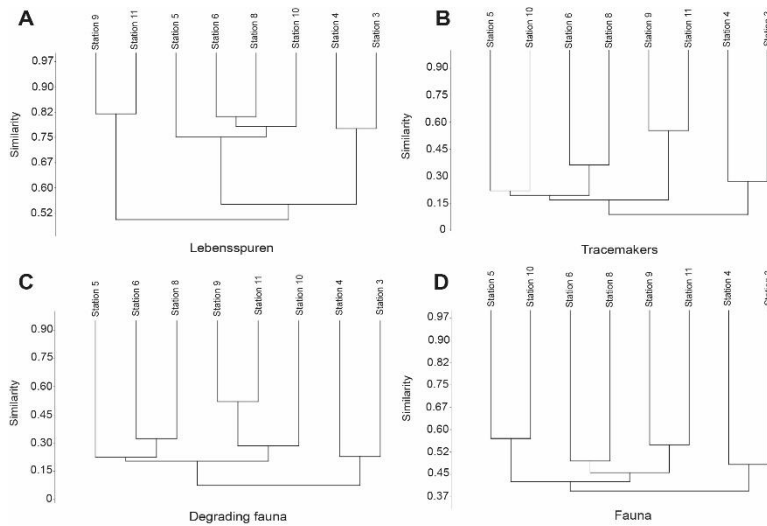 A
Station 9
Station 11
Station 5
Station 6
Station 8
Station 10
Station 4
Station 3
Similarity
0.97
0.90
0.82
0.75
0.67
0.60
0.52
Lebensspuren
B
Station 5
Station 10
Station 6
Station 8
Station 9
Station 11
Station 4
Station 3
Similarity
0.90
0.75
0.60
0.45
0.30
0.15
0
Tracemakers
C
Station 5
Station 6
Station 8
Station 9
Station 11
Station 10
Station 4
Station 3
Similarity
0.90
0.75
0.60
0.45
0.30
0.15
0
Degrading fauna
D
Station 5
Station 10
Station 6
Station 8
Station 9
Station 11
Station 4
Station 3
Similarity
0.97
0.90
0.82
0.75
0.67
0.60
0.52
0.45
0.37
Fauna